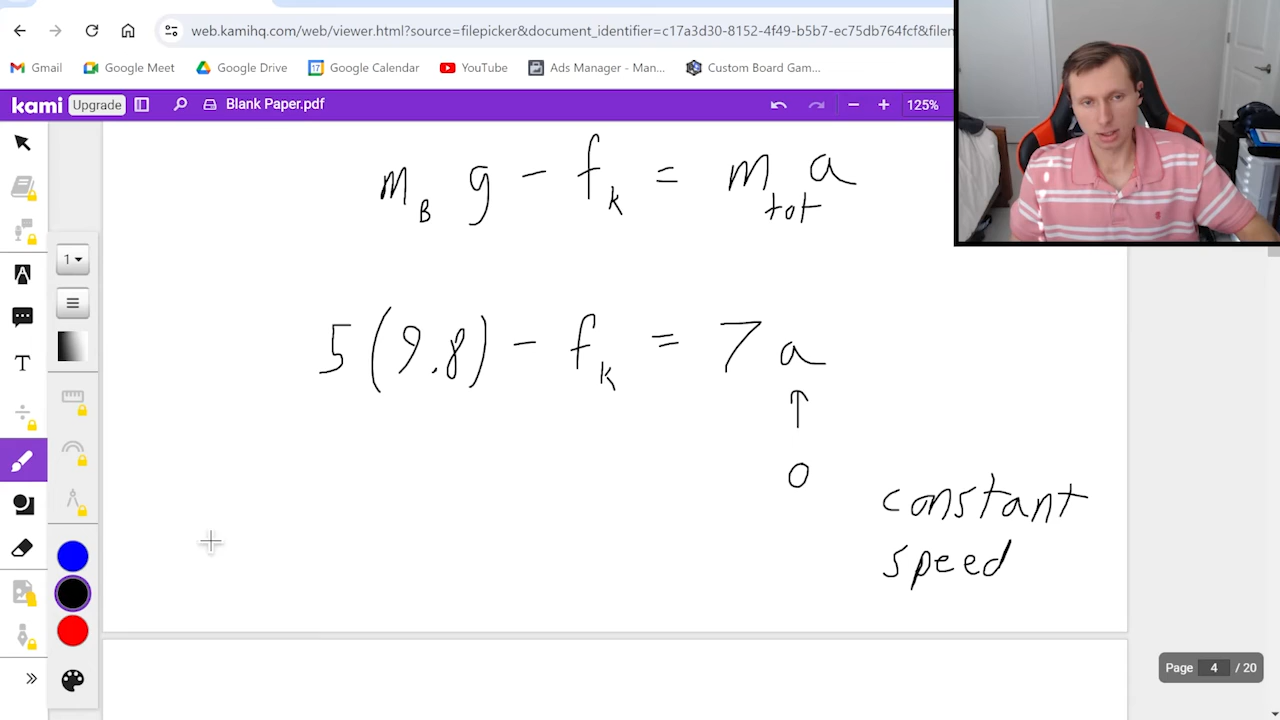 web.kamihq.com/web/viewer.html?source=filepicker&document_identifier=c17a3d30-8152-4f49-b5b7-ec75db764fcf&filen
Gmail Google Meet Google Drive 17 Google Calendar YouTube Ads Manager - Man... Custom Board Gam...
kami Upgrade Blank Paper.pdf 125%
m_B g - f_k = m_tot a
1
5(9.8) - f_k = 7a
↑
0
constant
speed
T
Page 4 / 20